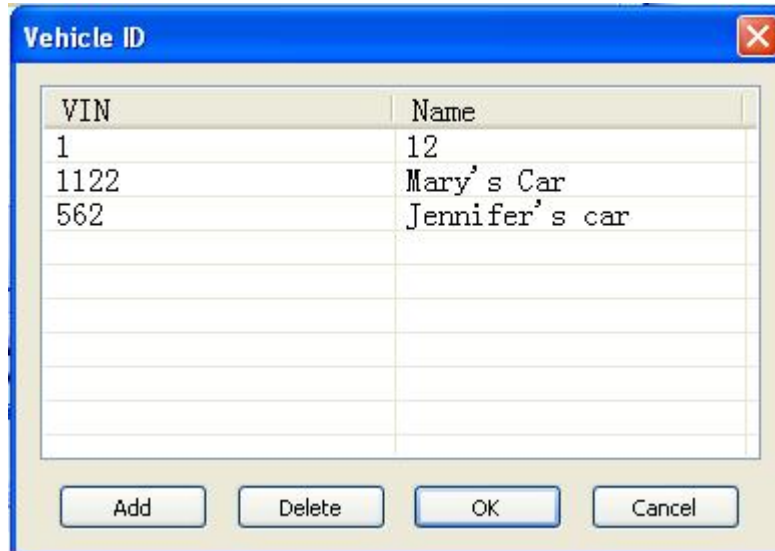 Vehicle ID
VIN Name
1 12
1122 Mary's Car
562 Jennifer's car
Add Delete OK Cancel